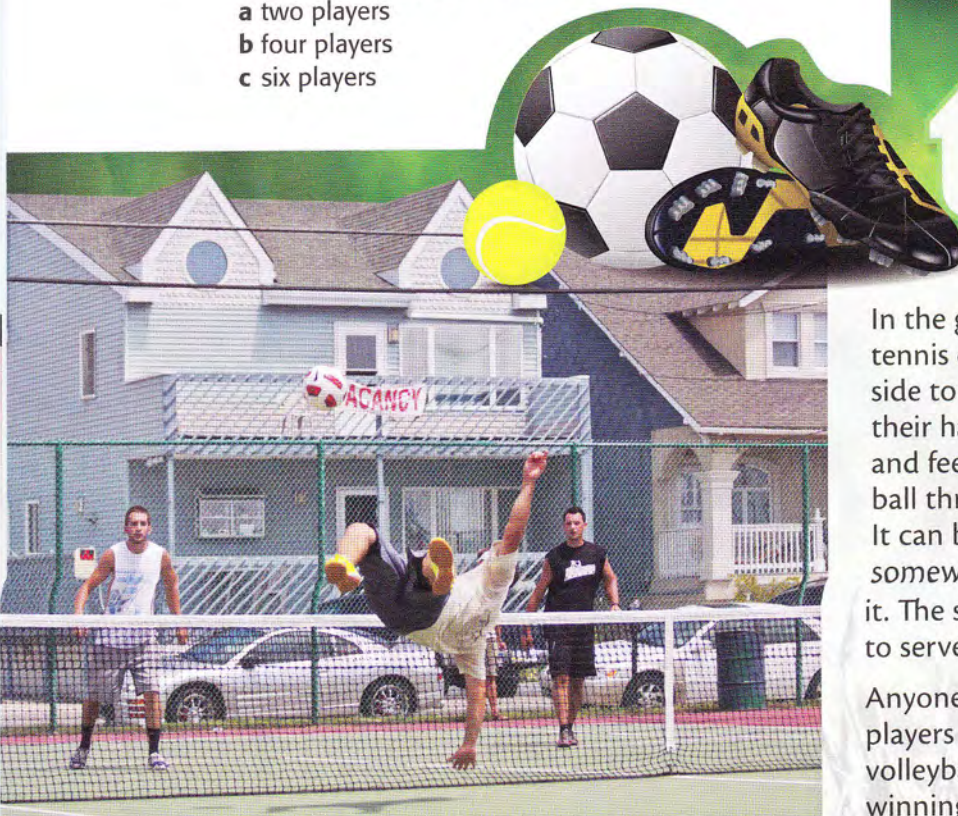 a two players
b four players
c six players
ACANCY
In the g
tennis
side to
their ha
and fee
ball thr
It can b
somew
it. The s
to serve
Anyone
players
volleyb
winning